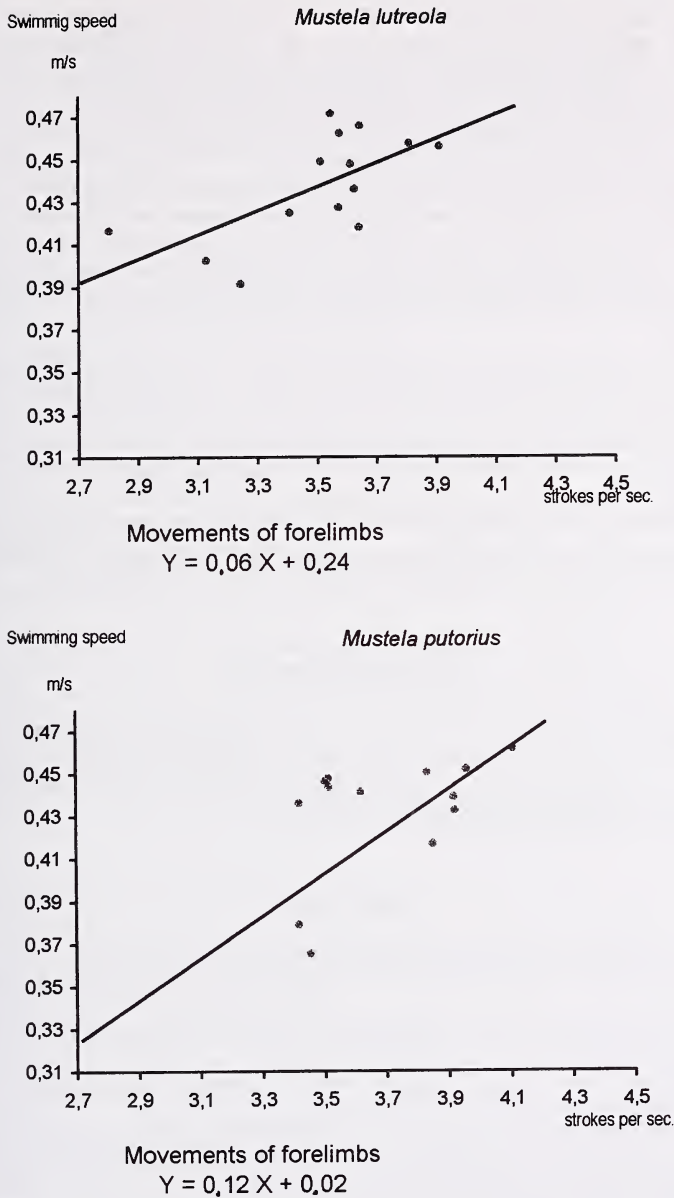 Swimmig speed
Mustela lutreola
m/s
0,47
0,45
0,43
0,41
0,39
0,37
0,35
0,33
0,31
2,7 2,9 3,1 3,3 3,5 3,7 3,9 4,1 4,3 4,5
strokes per sec.
Movements of forelimbs
Y = 0,06 X + 0,24
Swimming speed
Mustela putorius
m/s
0,47
0,45
0,43
0,41
0,39
0,37
0,35
0,33
0,31
2,7 2,9 3,1 3,3 3,5 3,7 3,9 4,1 4,3 4,5
strokes per sec.
Movements of forelimbs
Y = 0,12 X + 0,02